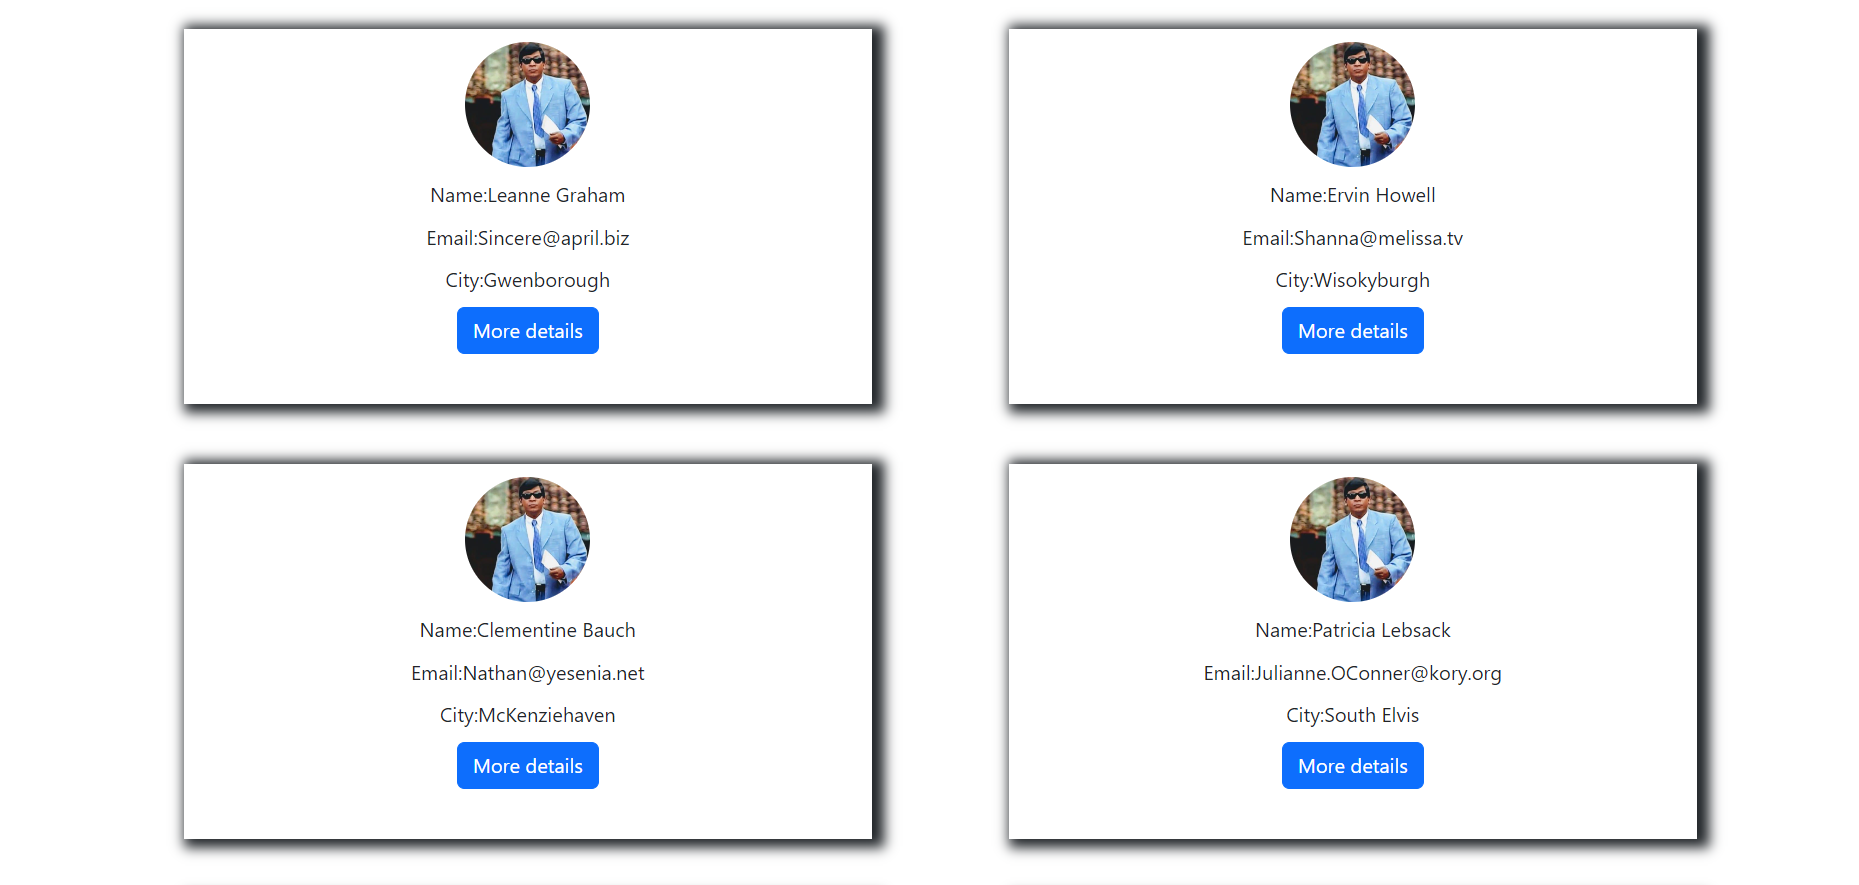 Name:Leanne Graham
Email:Sincere@april.biz
City:Gwenborough
More details
Name:Ervin Howell
Email:Shanna@melissa.tv
City:Wisokyburgh
More details
Name:Clementine Bauch
Email:Nathan@yesenia.net
City:McKenziehaven
More details
Name:Patricia Lebsack
Email:Julianne.OConner@kory.org
City:South Elvis
More details